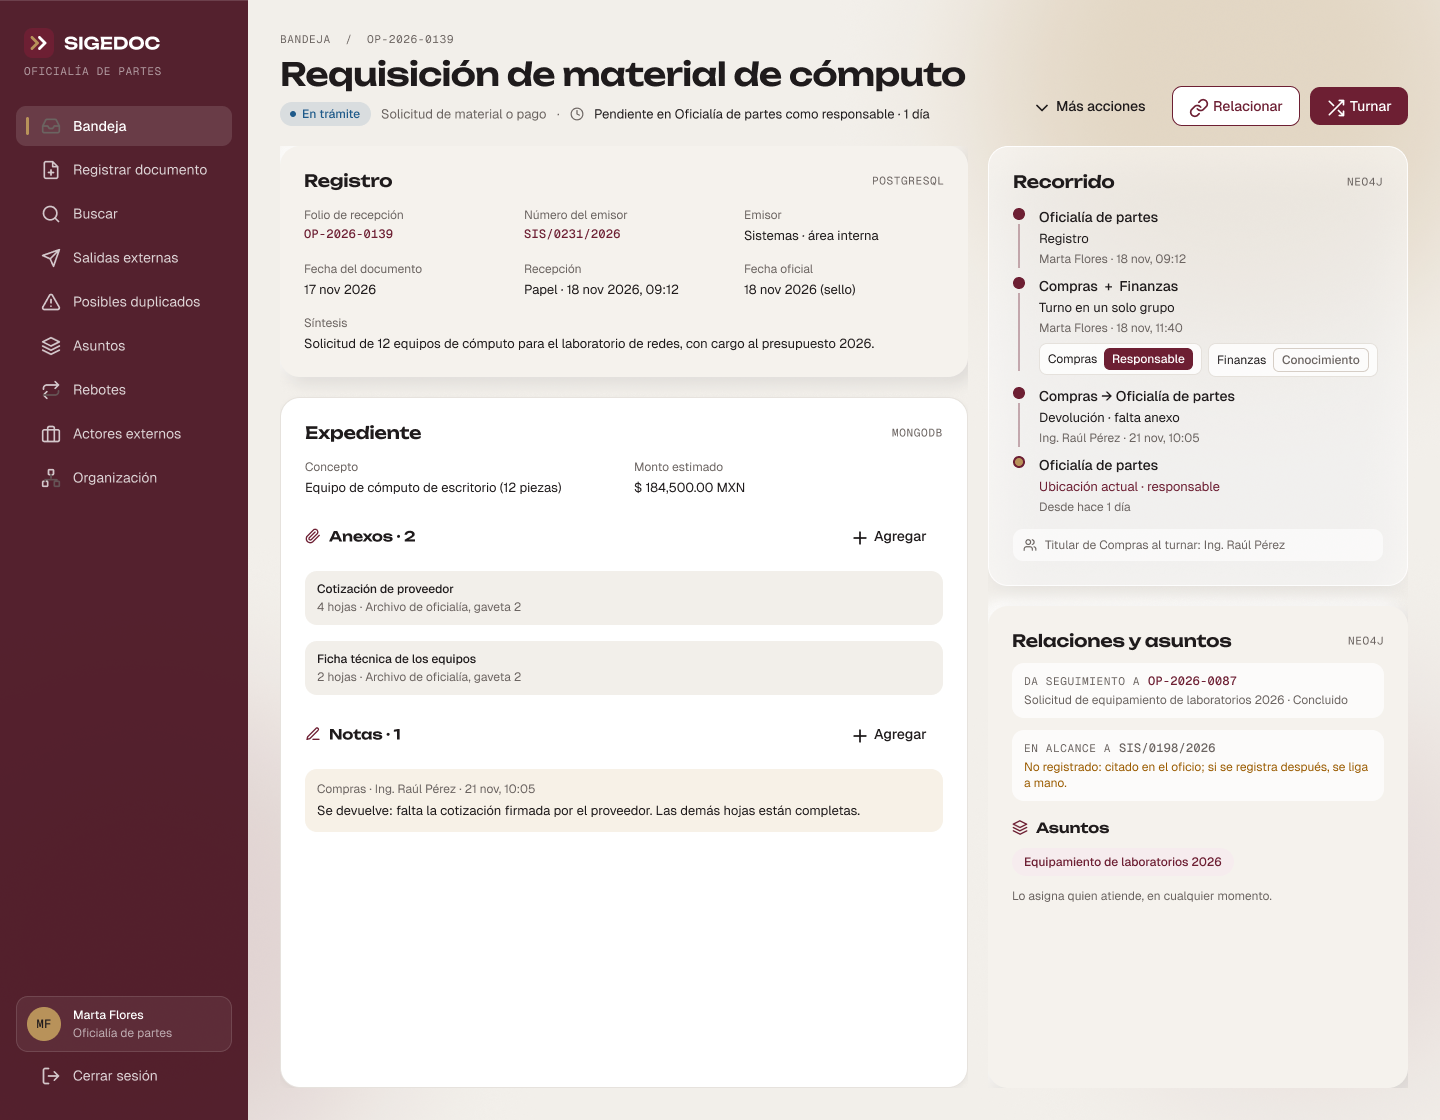 SIGEDOC
OFICIALÍA DE PARTES
Bandeja
Registrar documento
Buscar
Salidas externas
Posibles duplicados
Asuntos
Rebotes
Actores externos
Organización
MF
Marta Flores
Oficialía de partes
Cerrar sesión
BANDEJA / OP-2026-0139
Requisición de material de cómputo
En trámite Solicitud de material o pago · Pendiente en Oficialía de partes como responsable · 1 día
Más acciones
Relacionar
Turnar
Registro
POSTGRESQL
Folio de recepción
OP-2026-0139
Número del emisor
SIS/0231/2026
Emisor
Sistemas · área interna
Fecha del documento
17 nov 2026
Recepción
Papel · 18 nov 2026, 09:12
Fecha oficial
18 nov 2026 (sello)
Síntesis
Solicitud de 12 equipos de cómputo para el laboratorio de redes, con cargo al presupuesto 2026.
Expediente
MONGODB
Concepto
Equipo de cómputo de escritorio (12 piezas)
Monto estimado
$ 184,500.00 MXN
Anexos · 2
Agregar
Cotización de proveedor
4 hojas · Archivo de oficialía, gaveta 2
Ficha técnica de los equipos
2 hojas · Archivo de oficialía, gaveta 2
Notas · 1
Agregar
Compras · Ing. Raúl Pérez · 21 nov, 10:05
Se devuelve: falta la cotización firmada por el proveedor. Las demás hojas están completas.
Recorrido
NEO4J
Oficialía de partes
Registro
Marta Flores · 18 nov, 09:12
Compras + Finanzas
Turno en un solo grupo
Marta Flores · 18 nov, 11:40
Compras Responsable
Finanzas Conocimiento
Compras → Oficialía de partes
Devolución · falta anexo
Ing. Raúl Pérez · 21 nov, 10:05
Oficialía de partes
Ubicación actual · responsable
Desde hace 1 día
Titular de Compras al turnar: Ing. Raúl Pérez
Relaciones y asuntos
NEO4J
DA SEGUIMIENTO A OP-2026-0087
Solicitud de equipamiento de laboratorios 2026 · Concluido
EN ALCANCE A SIS/0198/2026
No registrado: citado en el oficio; si se registra después, se liga
a mano.
Asuntos
Equipamiento de laboratorios 2026
Lo asigna quien atiende, en cualquier momento.